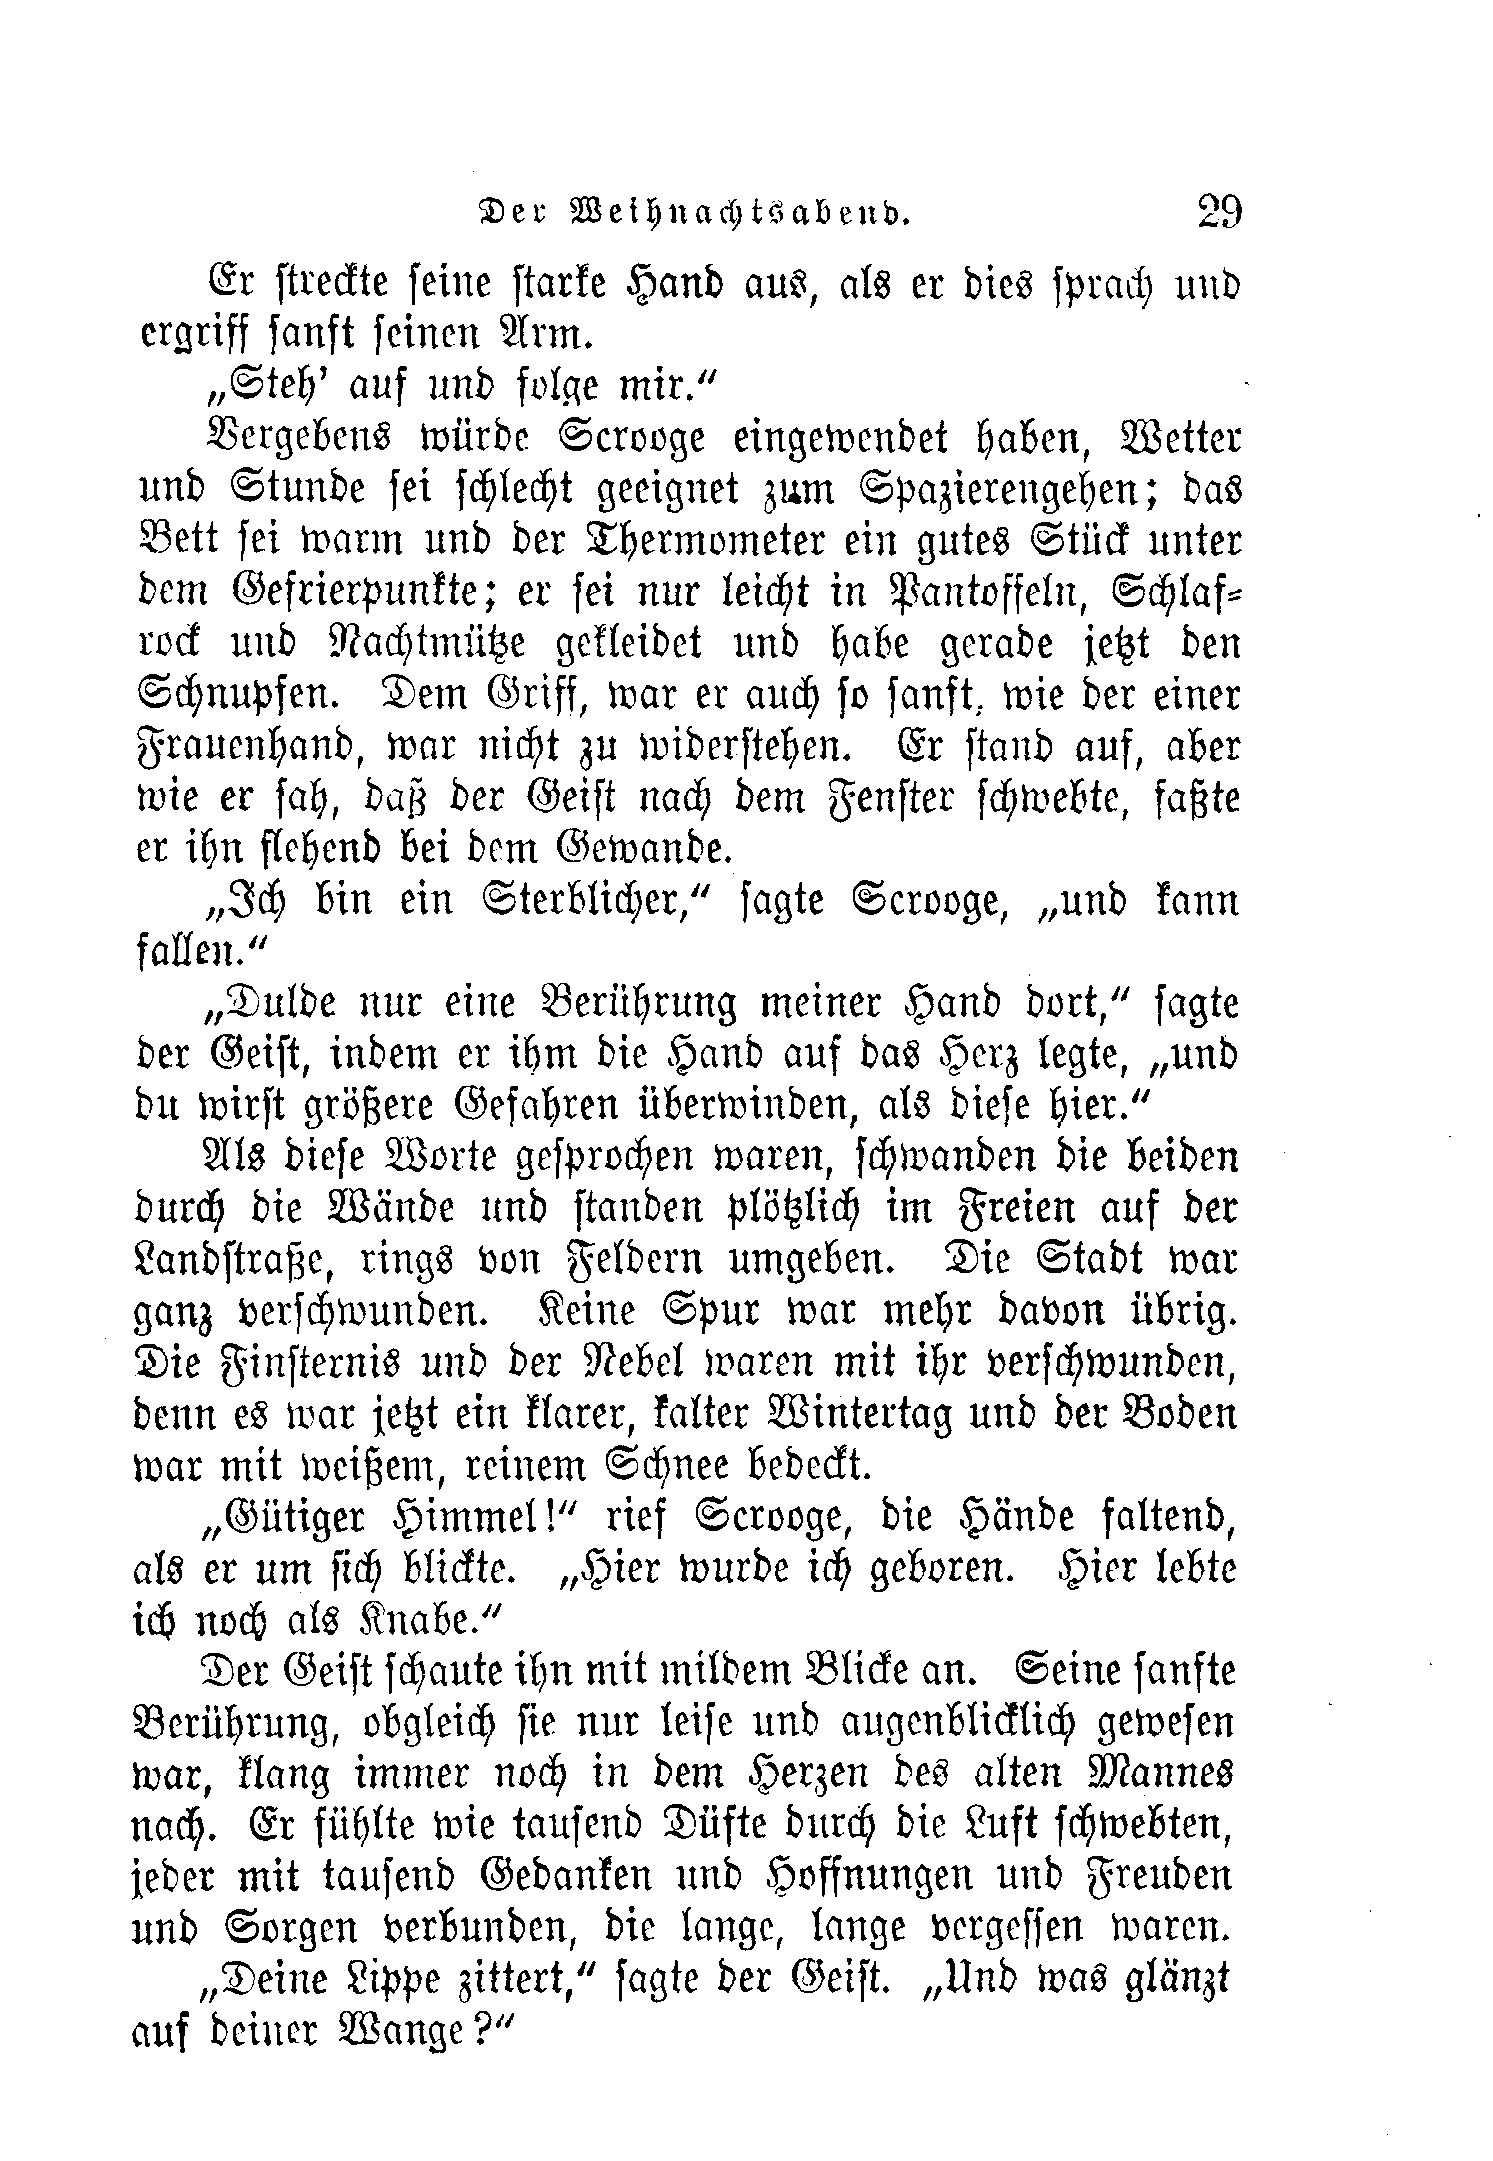 Der Weihnachtsabend. 29
Er streckte seine starke Hand aus, als er dies sprach und
ergriff sanft seinen Arm.
„Steh' auf und folge mir.“
Vergebens würde Scrooge eingewendet haben, Wetter
und Stunde sei schlecht geeignet zum Spazierengehen; das
Bett sei warm und der Thermometer ein gutes Stück unter
dem Gefrierpunkte; er sei nur leicht in Pantoffeln, Schlaf-
rock und Nachtmütze gekleidet und habe gerade jetzt den
Schnupfen. Dem Griff, war er auch so sanft, wie der einer
Frauenhand, war nicht zu widerstehen. Er stand auf, aber
wie er sah, daß der Geist nach dem Fenster schwebte, faßte
er ihn flehend bei dem Gewande.
„Ich bin ein Sterblicher,“ sagte Scrooge, „und kann
fallen.“
„Dulde nur eine Berührung meiner Hand dort,“ sagte
der Geist, indem er ihm die Hand auf das Herz legte, „und
du wirst größere Gefahren überwinden, als diese hier.“
Als diese Worte gesprochen waren, schwanden die beiden
durch die Wände und standen plötzlich im Freien auf der
Landstraße, rings von Feldern umgeben. Die Stadt war
ganz verschwunden. Keine Spur war mehr davon übrig.
Die Finsternis und der Nebel waren mit ihr verschwunden,
denn es war jetzt ein klarer, kalter Wintertag und der Boden
war mit weißem, reinem Schnee bedeckt.
„Gütiger Himmel!“ rief Scrooge, die Hände faltend,
als er um sich blickte. „Hier wurde ich geboren. Hier lebte
ich noch als Knabe.“
Der Geist schaute ihn mit mildem Blicke an. Seine sanfte
Berührung, obgleich sie nur leise und augenblicklich gewesen
war, klang immer noch in dem Herzen des alten Mannes
nach. Er fühlte wie tausend Düfte durch die Luft schwebten,
jeder mit tausend Gedanken und Hoffnungen und Freuden
und Sorgen verbunden, die lange, lange vergessen waren.
„Deine Lippe zittert,“ sagte der Geist. „Und was glänzt
auf deiner Wange?“